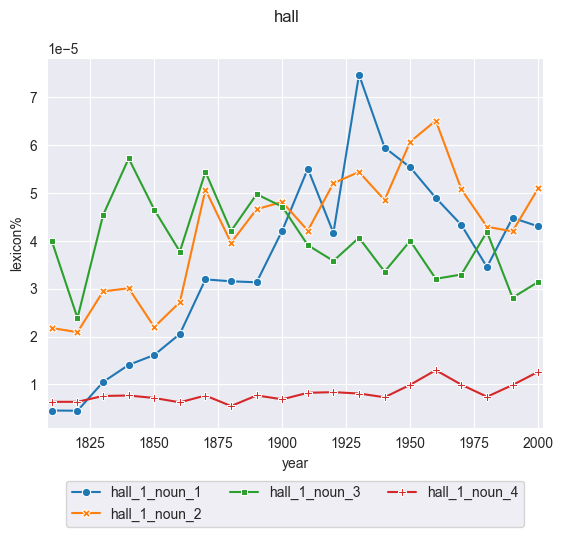 hall
1e−5
7
6
5
4
3
2
1
lexicon%
1825 1850 1875 1900 1925 1950 1975 2000
year
hall_1_noun_1 hall_1_noun_3 hall_1_noun_4
hall_1_noun_2